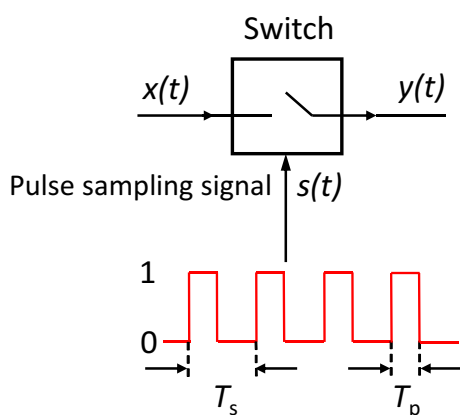 Switch
x(t) y(t)
Pulse sampling signal s(t)
1
0
Ts Tp